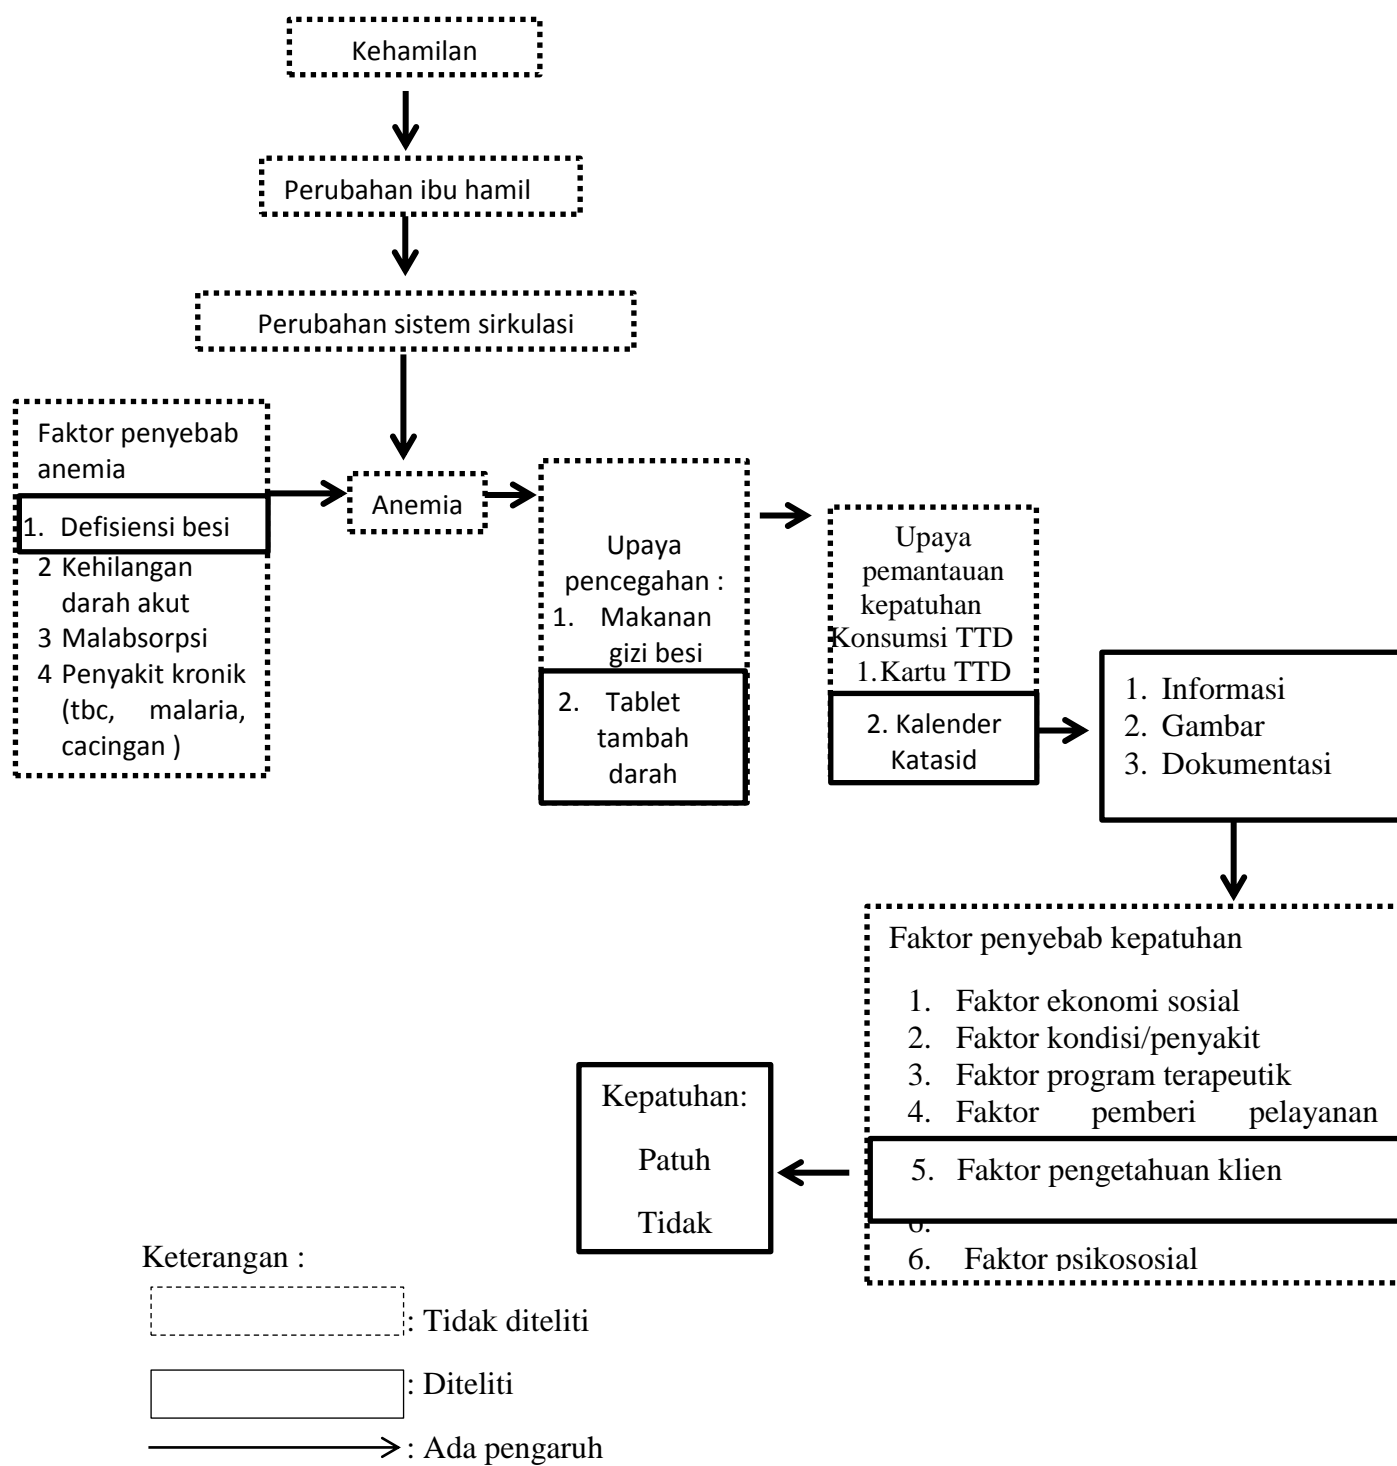 Kehamilan
Perubahan ibu hamil
Perubahan sistem sirkulasi
Faktor penyebab
anemia
1. Defisiensi besi
2 Kehilangan
darah akut
3 Malabsorpsi
4 Penyakit kronik
(tbc, malaria,
cacingan )
Anemia
Upaya
pencegahan :
1. Makanan
gizi besi
2. Tablet
tambah
darah
Upaya
pemantauan
kepatuhan
Konsumsi TTD
1. Kartu TTD
2. Kalender
Katasid
1. Informasi
2. Gambar
3. Dokumentasi
Faktor penyebab kepatuhan
1. Faktor ekonomi sosial
2. Faktor kondisi/penyakit
3. Faktor program terapeutik
4. Faktor pemberi pelayanan
5. Faktor pengetahuan klien
6. Faktor psikososial
Kepatuhan:
Patuh
Tidak
Keterangan :
: Tidak diteliti
: Diteliti
: Ada pengaruh